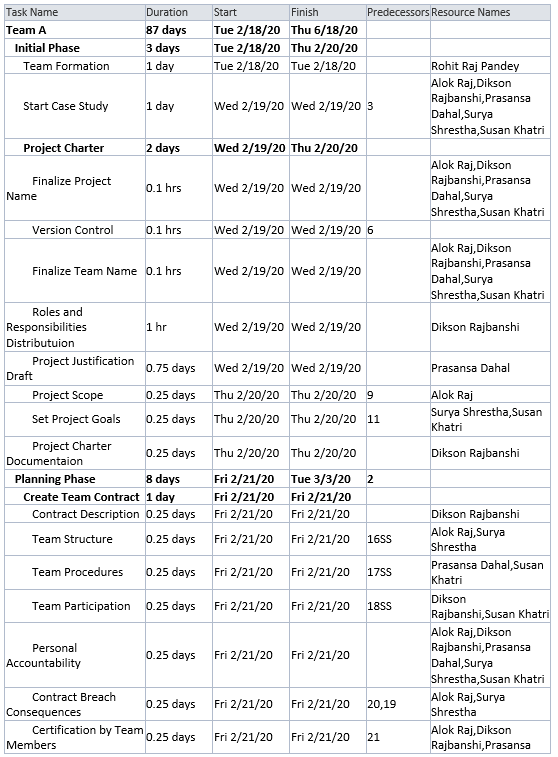 Task Name Duration Start Finish Predecessors Resource Names
Team A 87 days Tue 2/18/20 Thu 6/18/20
Initial Phase 3 days Tue 2/18/20 Thu 2/20/20
Team Formation 1 day Tue 2/18/20 Tue 2/18/20 Rohit Raj Pandey
Start Case Study 1 day Wed 2/19/20 Wed 2/19/20 3 Alok Raj,Dikson
Rajbanshi,Prasansa
Dahal,Surya
Shrestha,Susan Khatri
Project Charter 2 days Wed 2/19/20 Thu 2/20/20
Finalize Project
Name 0.1 hrs Wed 2/19/20 Wed 2/19/20 Alok Raj,Dikson
Rajbanshi,Prasansa
Dahal,Surya
Shrestha,Susan Khatri
Version Control 0.1 hrs Wed 2/19/20 Wed 2/19/20 6
Finalize Team Name 0.1 hrs Wed 2/19/20 Wed 2/19/20 Alok Raj,Dikson
Rajbanshi,Prasansa
Dahal,Surya
Shrestha,Susan Khatri
Roles and
Responsibilities
Distributuion 1 hr Wed 2/19/20 Wed 2/19/20 Dikson Rajbanshi
Project Justification
Draft 0.75 days Wed 2/19/20 Wed 2/19/20 Prasansa Dahal
Project Scope 0.25 days Thu 2/20/20 Thu 2/20/20 9 Alok Raj
Set Project Goals 0.25 days Thu 2/20/20 Thu 2/20/20 11 Surya Shrestha,Susan
Khatri
Project Charter
Documentaion 0.25 days Thu 2/20/20 Thu 2/20/20 Dikson Rajbanshi
Planning Phase 8 days Fri 2/21/20 Tue 3/3/20 2
Create Team Contract 1 day Fri 2/21/20 Fri 2/21/20
Contract Description 0.25 days Fri 2/21/20 Fri 2/21/20 Dikson Rajbanshi
Team Structure 0.25 days Fri 2/21/20 Fri 2/21/20 16SS Alok Raj,Surya
Shrestha
Team Procedures 0.25 days Fri 2/21/20 Fri 2/21/20 17SS Prasansa Dahal,Susan
Khatri
Team Participation 0.25 days Fri 2/21/20 Fri 2/21/20 18SS Dikson
Rajbanshi,Susan Khatri
Personal
Accountability 0.25 days Fri 2/21/20 Fri 2/21/20 Alok Raj,Dikson
Rajbanshi,Prasansa
Dahal,Surya
Shrestha,Susan Khatri
Contract Breach
Consequences 0.25 days Fri 2/21/20 Fri 2/21/20 20,19 Alok Raj,Surya
Shrestha
Certification by Team
Members 0.25 days Fri 2/21/20 Fri 2/21/20 21 Alok Raj,Dikson
Rajbanshi,Prasansa